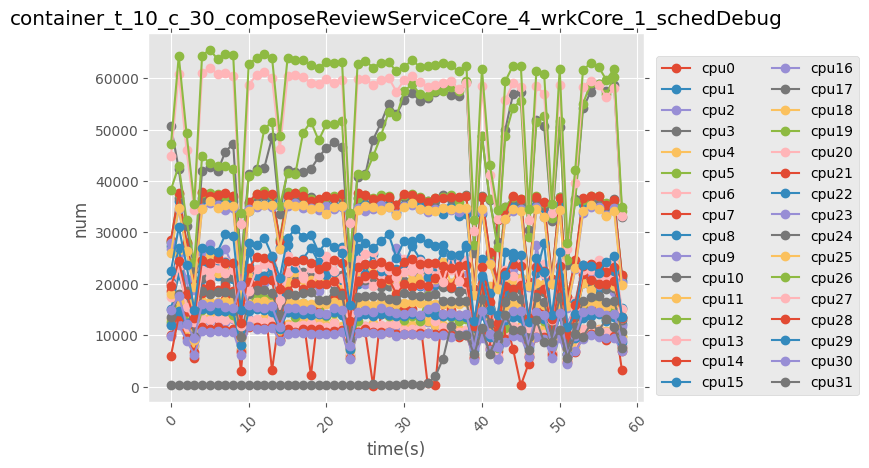 container_t_10_c_30_composeReviewServiceCore_4_wrkCore_1_schedDebug
num
60000
50000
40000
30000
20000
10000
0
0
10
20
30
40
50
60
time(s)
cpu0
cpu1
cpu2
cpu3
cpu4
cpu5
cpu6
cpu7
cpu8
cpu9
cpu10
cpu11
cpu12
cpu13
cpu14
cpu15
cpu16
cpu17
cpu18
cpu19
cpu20
cpu21
cpu22
cpu23
cpu24
cpu25
cpu26
cpu27
cpu28
cpu29
cpu30
cpu31